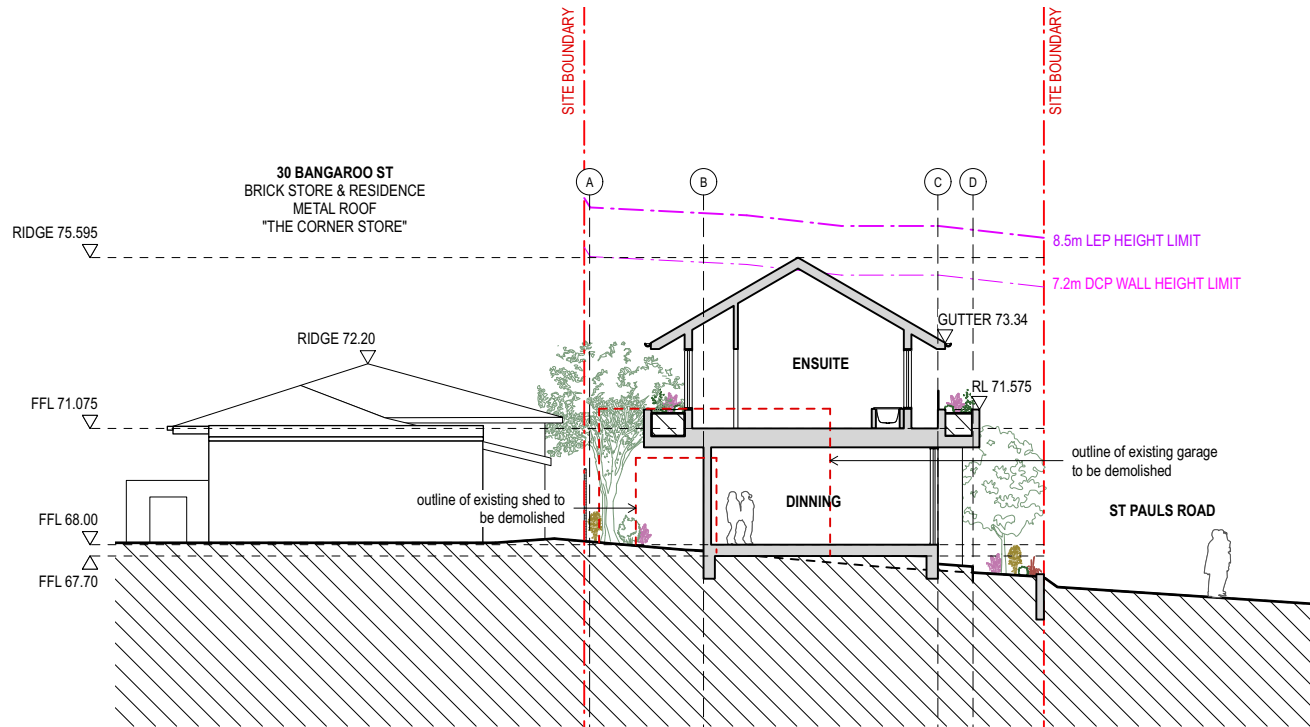 SITE BOUNDARY
SITE BOUNDARY
30 BANGAROO ST
BRICK STORE & RESIDENCE
METAL ROOF
"THE CORNER STORE"
A
B
C
D
RIDGE 75.595
8.5m LEP HEIGHT LIMIT
7.2m DCP WALL HEIGHT LIMIT
GUTTER 73.34
RIDGE 72.20
ENSUITE
RL 71.575
FFL 71.075
outline of existing garage
to be demolished
outline of existing shed to
be demolished
DINNING
ST PAULS ROAD
FFL 68.00
FFL 67.70